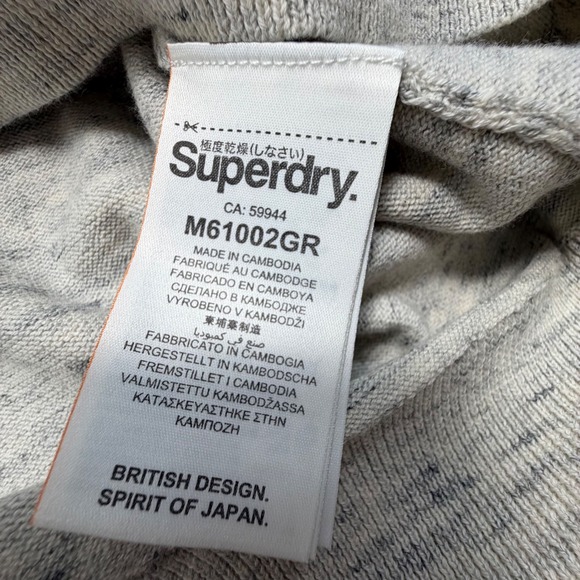 極度乾燥(しなさい)
Superdry.
CA: 59944
M61002GR
MADE IN CAMBODIA
FABRIQUÉ AU CAMBODGE
FABRICADO EN CAMBOYA
СДЕЛАНО В КАМБОДЖЕ
VYROBENO V KAMBODŽI
柬埔寨制造
صنع في كمبوديا
FABBRICATO IN CAMBOGIA
HERGESTELLT IN KAMBODSCHA
FREMSTILLET I CAMBODIA
VALMISTETTU KAMBODŽASSA
ΚΑΤΑΣΚΕΥΑΣΤΗΚΕ ΣΤΗΝ
ΚΑΜΠΟΖΗ
BRITISH DESIGN.
SPIRIT OF JAPAN.